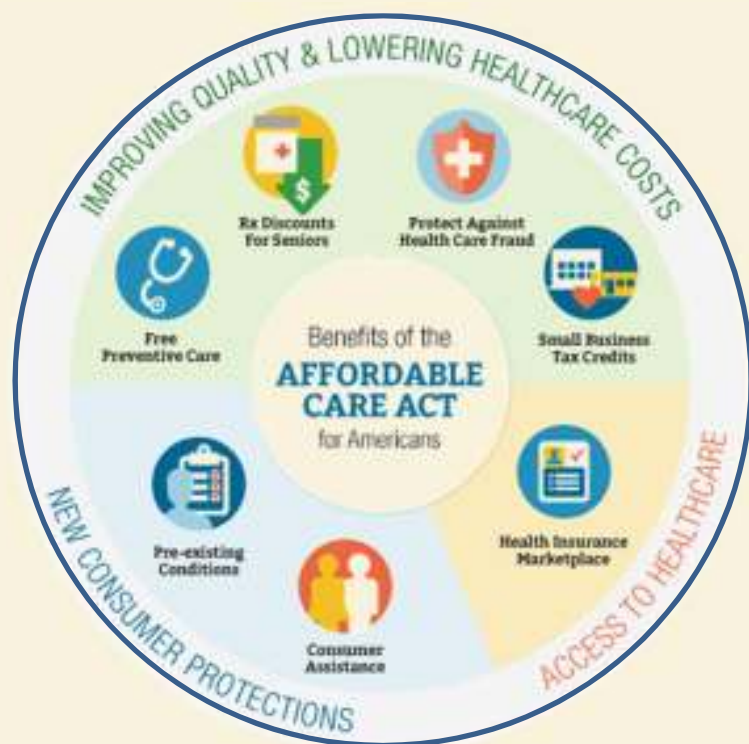 IMPROVING QUALITY & LOWERING HEALTHCARE COSTS
Rx Discounts
For Seniors
Protect Against
Health Care Fraud
Free
Preventive Care
Small Business
Tax Credits
Benefits of the
AFFORDABLE
CARE ACT
for Americans
Pre-existing
Conditions
Consumer
Assistance
Health Insurance
Marketplace
NEW CONSUMER PROTECTIONS
ACCESS TO HEALTHCARE
$